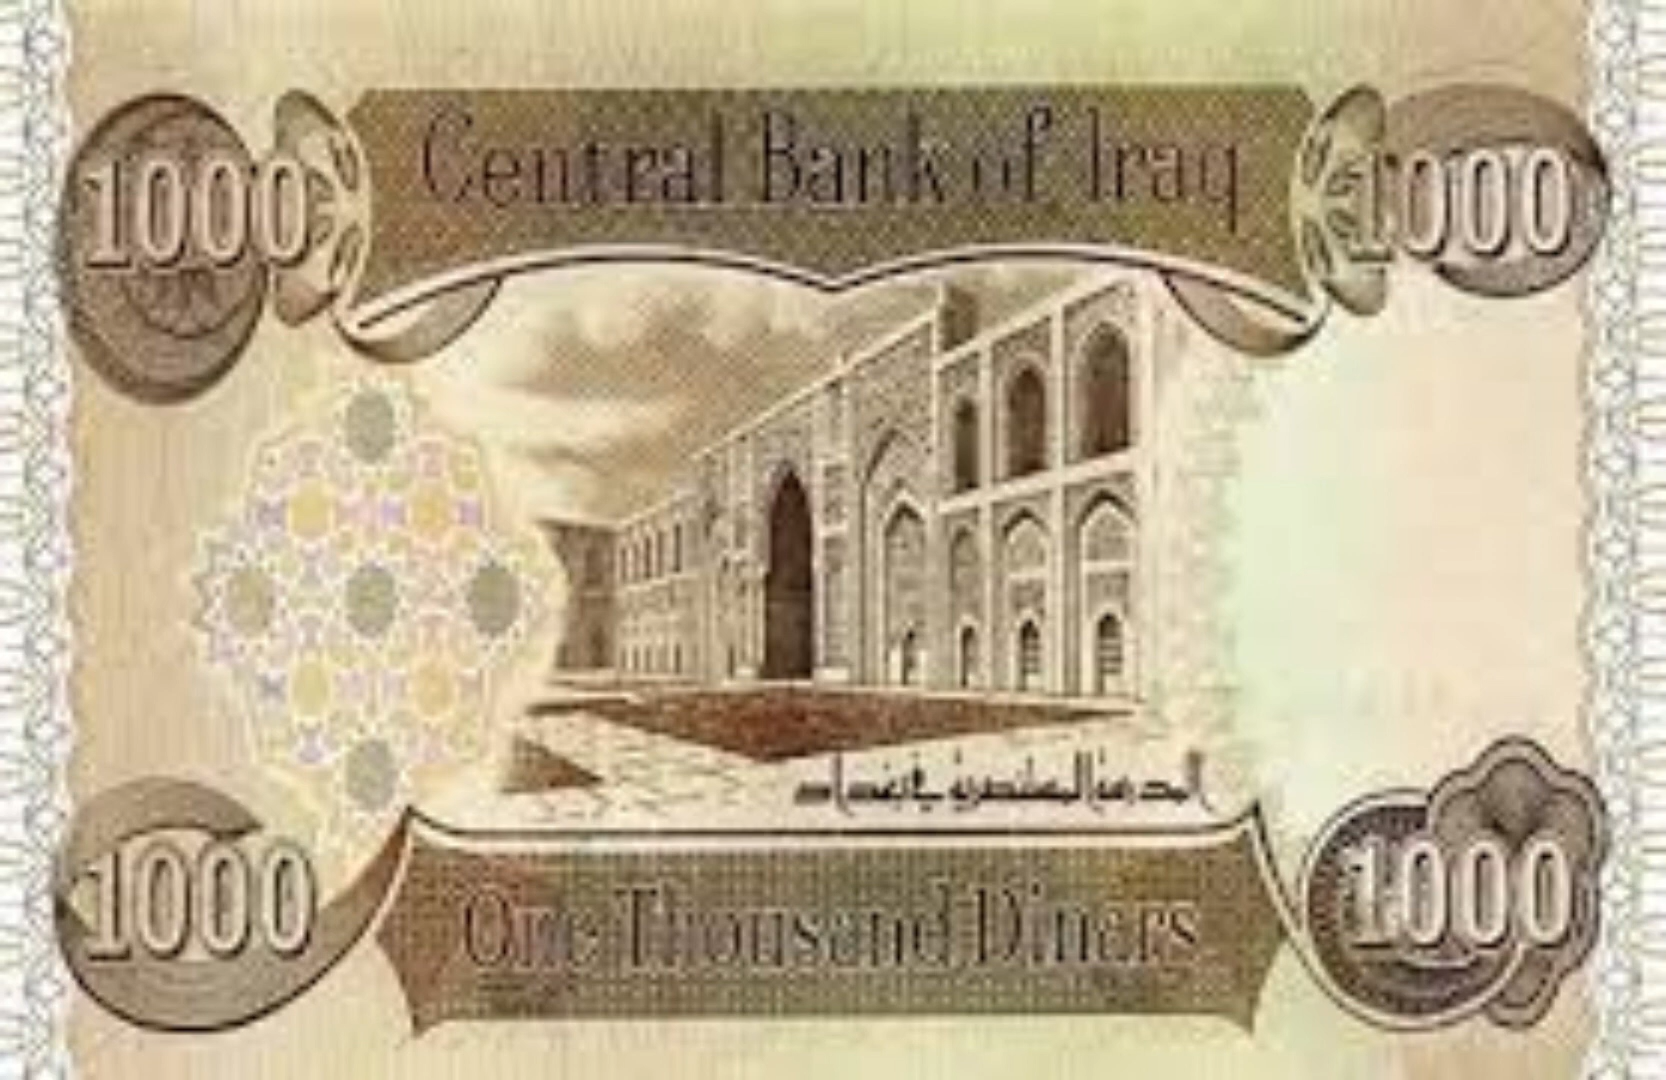 1000 Central Bank of Iraq 1000
المدرسة المستنصرية في بغداد
1000 One Thousand Dinars 1000